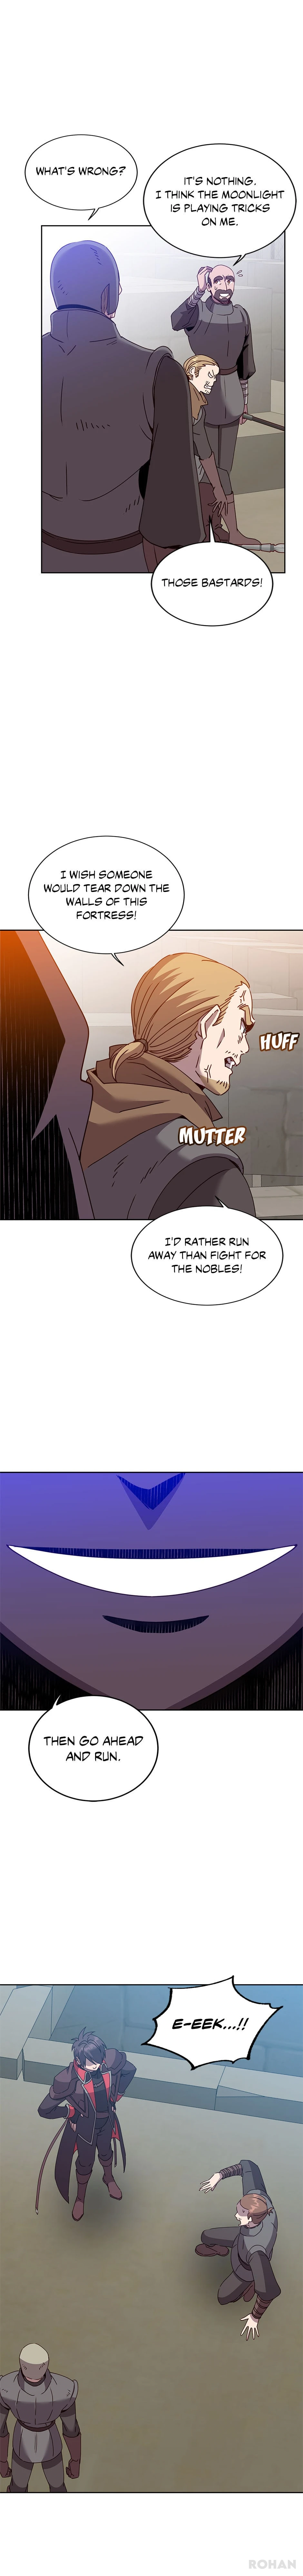 WHAT'S WRONG?
IT'S NOTHING.
I THINK THE MOONLIGHT
IS PLAYING TRICKS
ON ME.
THOSE BASTARDS!
I WISH SOMEONE
WOULD TEAR DOWN THE
WALLS OF THIS
FORTRESS!
HUFF
MUTTER
I'D RATHER RUN
AWAY THAN FIGHT FOR
THE NOBLES!
THEN GO AHEAD
AND RUN.
E-EEK...!!
ROHAN